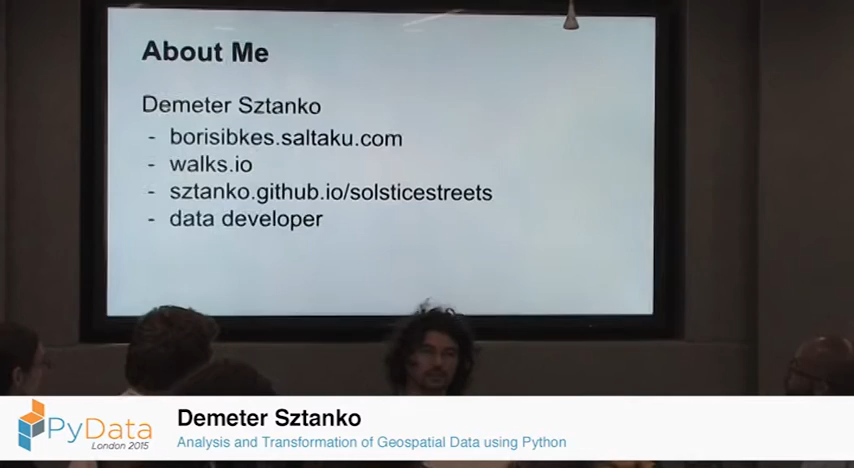 About Me
Demeter Sztanko
- borisibkes.saltaku.com
- walks.io
- sztanko.github.io/solsticestreets
- data developer
PyData
London 2015
Demeter Sztanko
Analysis and Transformation of Geospatial Data using Python